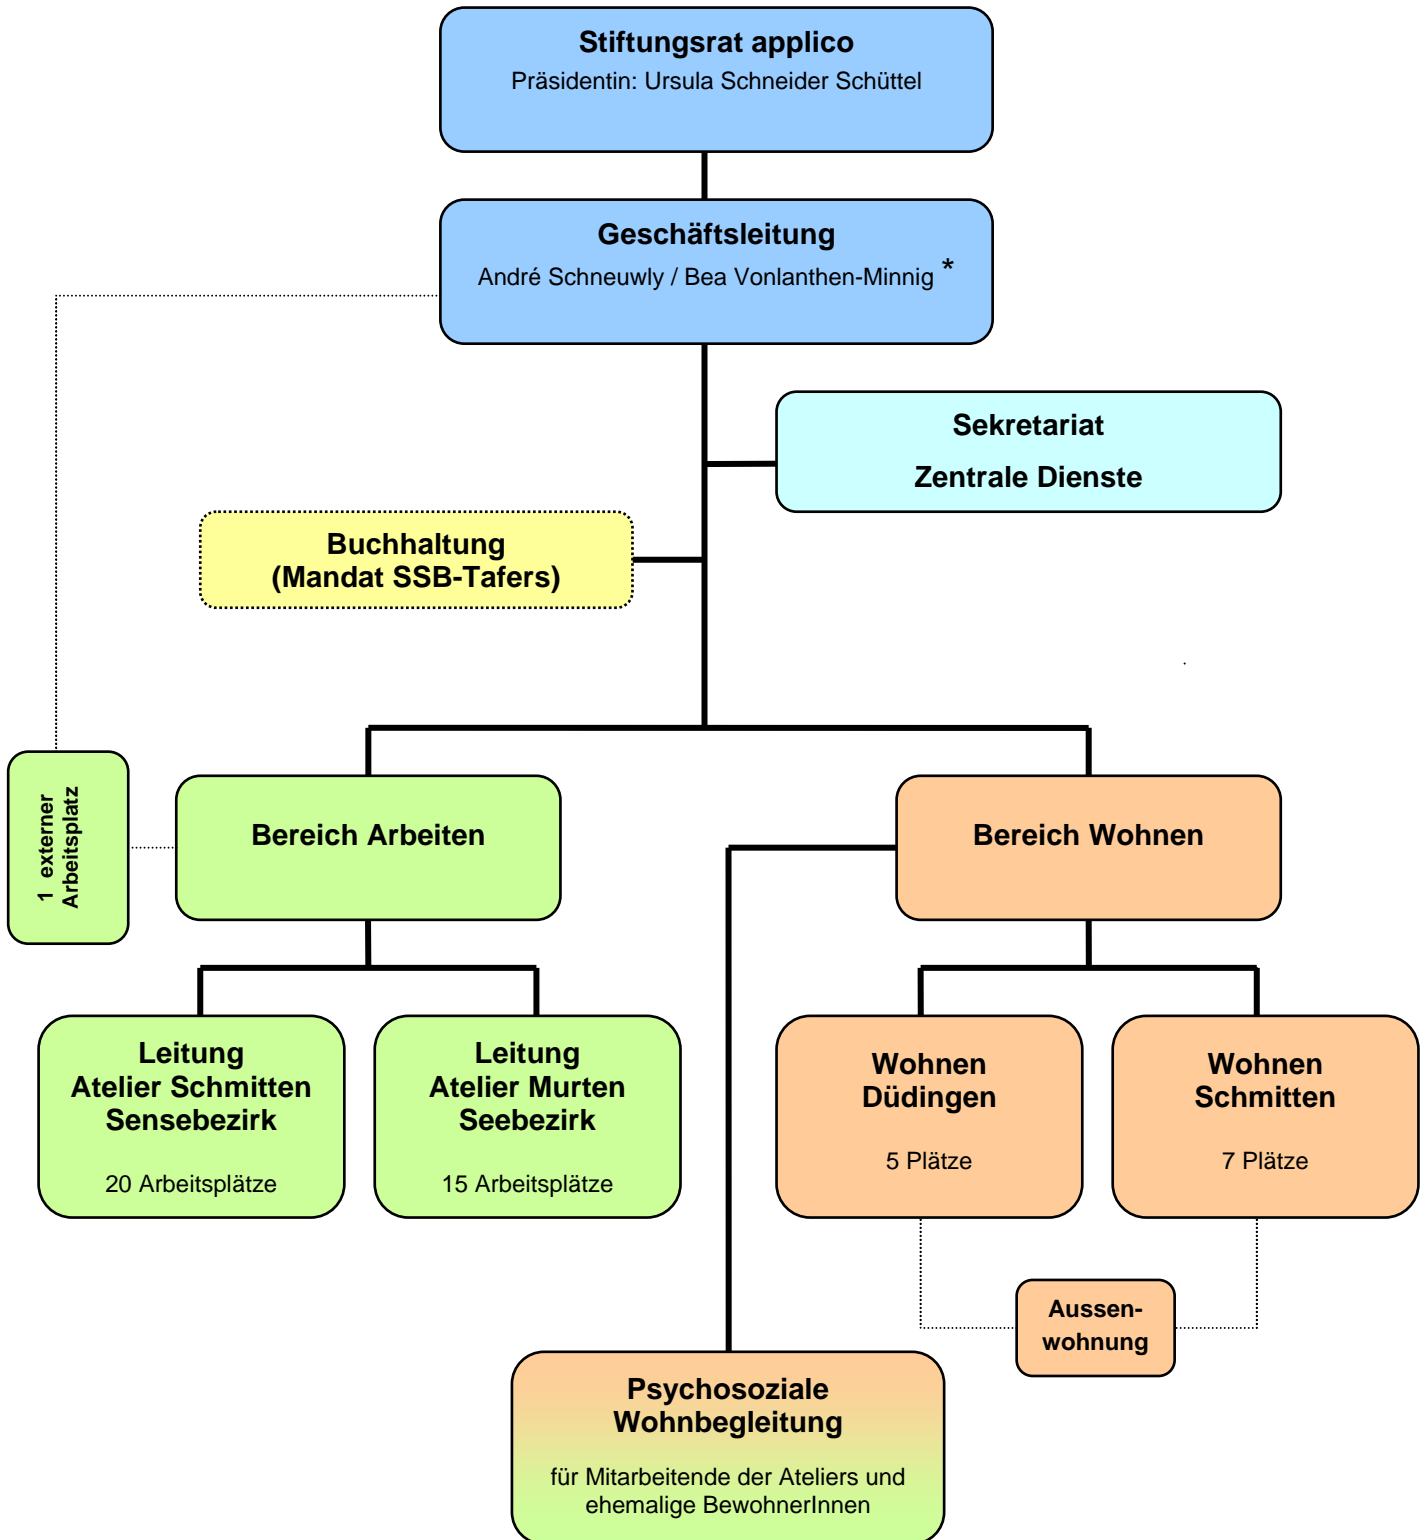 Stiftungsrat applico
Präsidentin: Ursula Schneider Schüttel
Geschäftsleitung
André Schneuwly / Bea Vonlanthen-Minnig *
Sekretariat
Zentrale Dienste
Buchhaltung
(Mandat SSB-Tafers)
1 externer
Arbeitsplatz
Bereich Arbeiten
Bereich Wohnen
Leitung
Atelier Schmitten
Sensebezirk
20 Arbeitsplätze
Leitung
Atelier Murten
Seebezirk
15 Arbeitsplätze
Wohnen
Düdingen
5 Plätze
Wohnen
Schmitten
7 Plätze
Aussen-
wohnung
Psychosoziale
Wohnbegleitung
für Mitarbeitende der Ateliers und
ehemalige BewohnerInnen